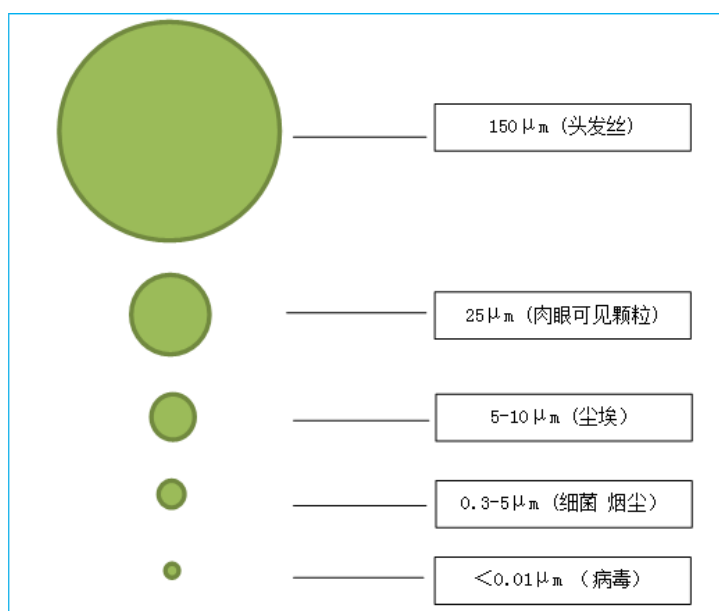 150μm (头发丝)
25μm (肉眼可见颗粒)
5-10μm (尘埃)
0.3-5μm (细菌 烟尘)
＜0.01μm （病毒）